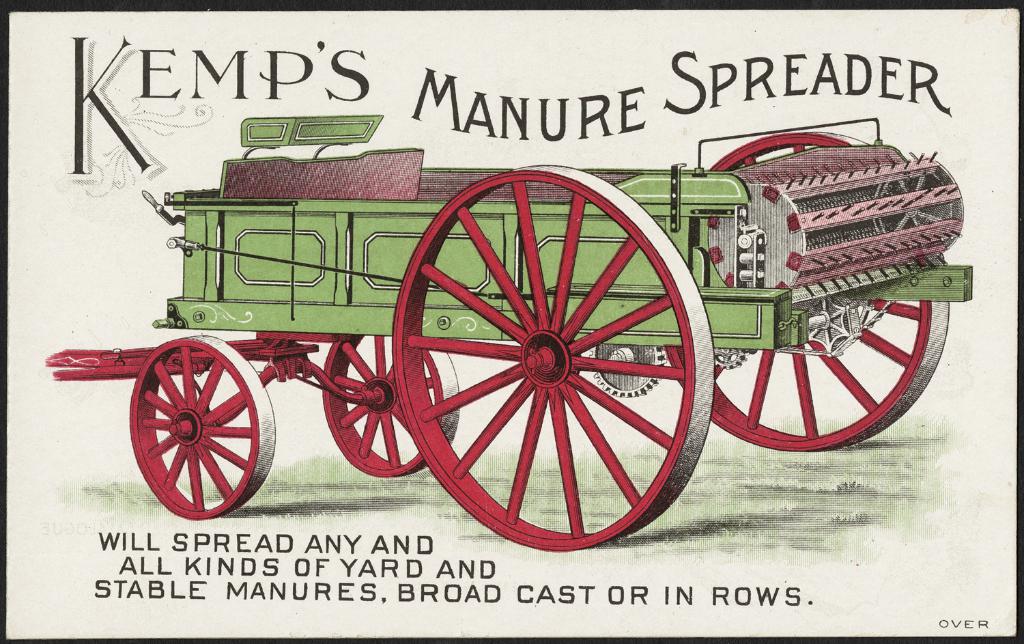 KEMP'S MANURE SPREADER
WILL SPREAD ANY AND
ALL KINDS OF YARD AND
STABLE MANURES, BROAD CAST OR IN ROWS.
OVER